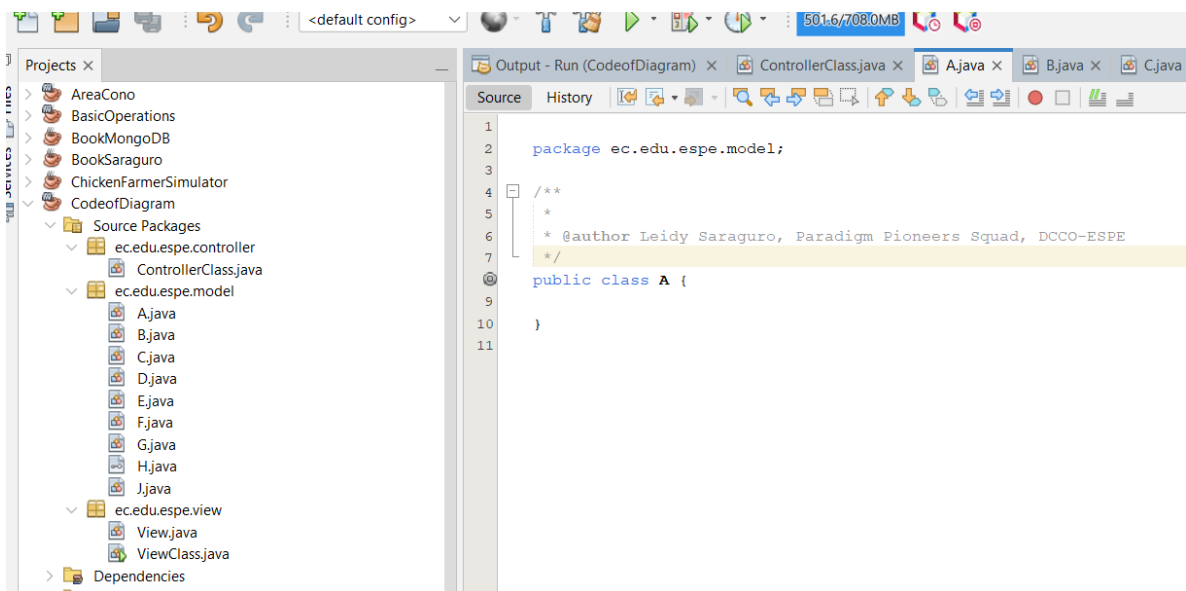 <default config>
501.6/708.0MB
Projects
Output - Run (CodeofDiagram)
ControllerClass.java
A.java
B.java
C.java
Source
History
Services
AreaCono
BasicOperations
BookMongoDB
BookSaraguro
ChickenFarmerSimulator
CodeofDiagram
Source Packages
ec.edu.espe.controller
ControllerClass.java
ec.edu.espe.model
A.java
B.java
C.java
D.java
E.java
F.java
G.java
H.java
J.java
ec.edu.espe.view
View.java
ViewClass.java
Dependencies
1
2 package ec.edu.espe.model;
3
4 /**
5 *
6 * @author Leidy Saraguro, Paradigm Pioneers Squad, DCCO-ESPE
7 */
public class A {
9
10 }
11